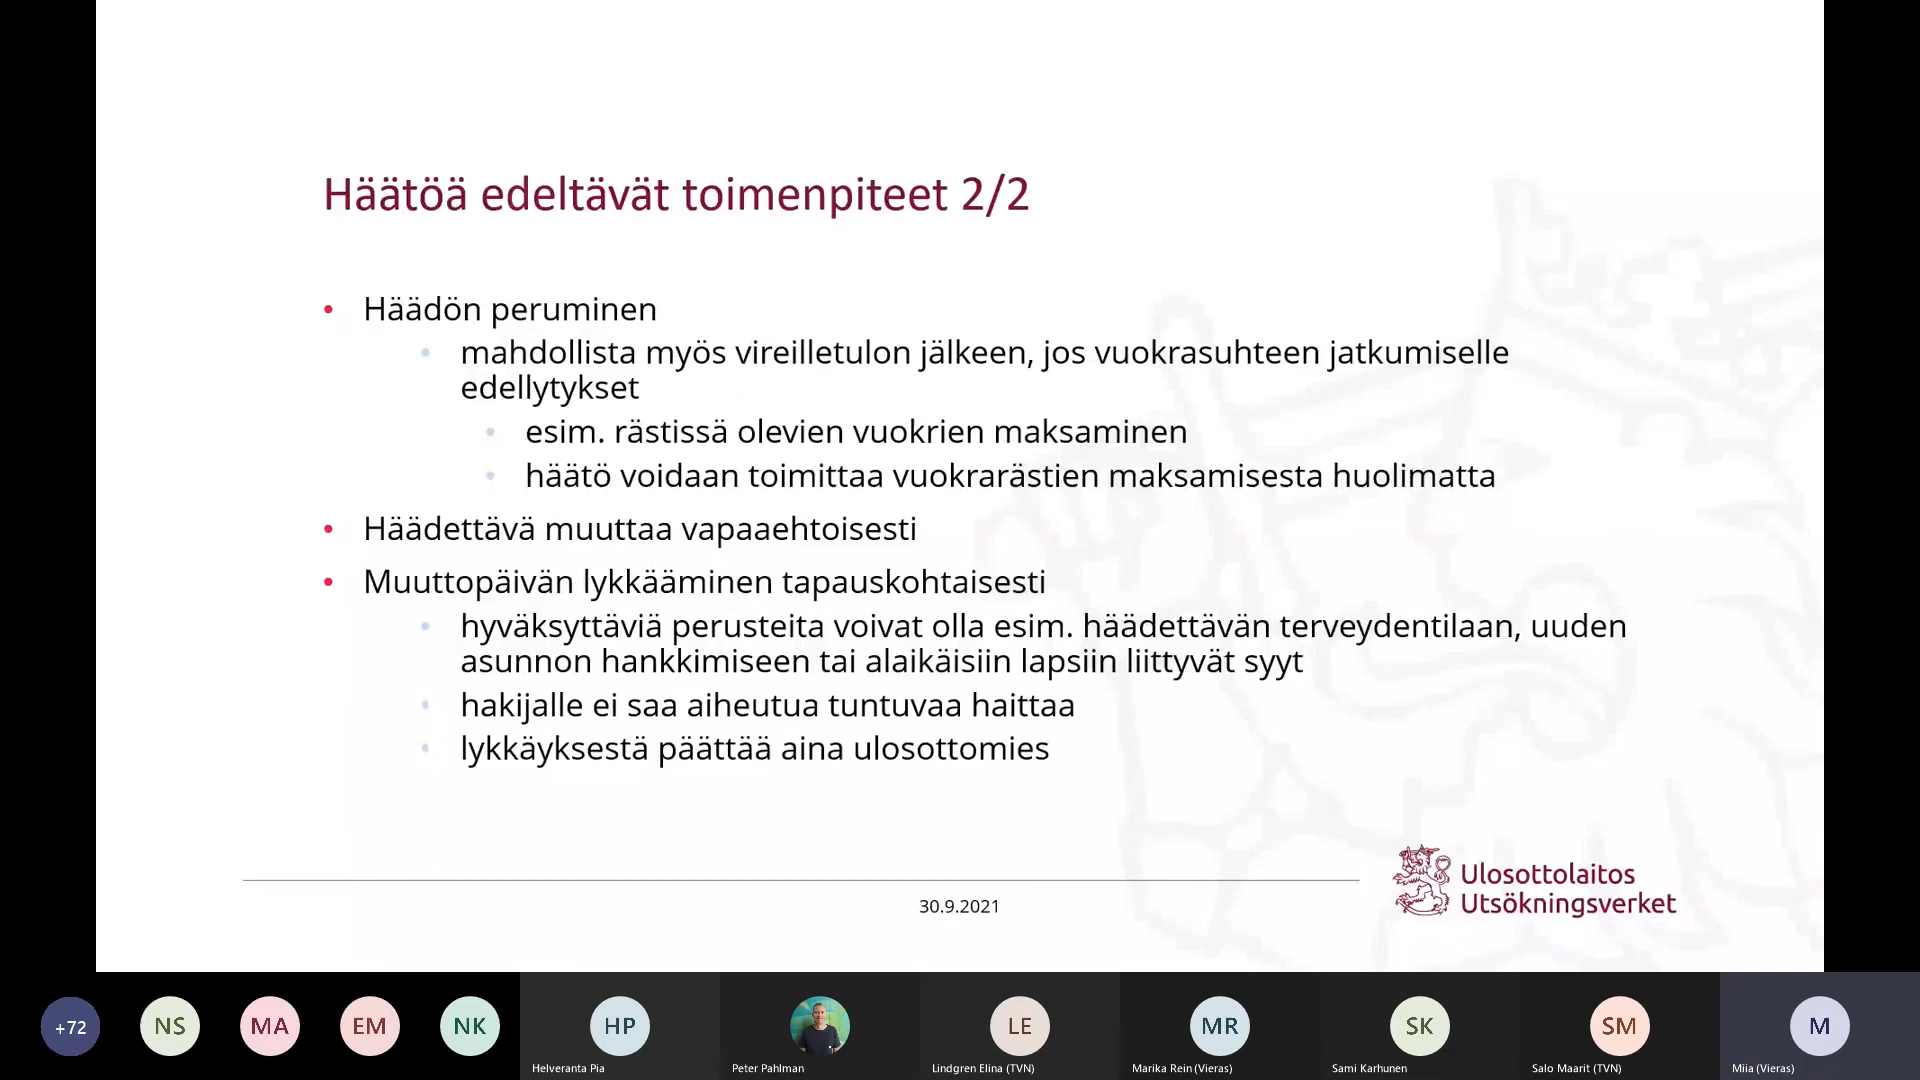 Häätöä edeltävät toimenpiteet 2/2
• Häädön peruminen
• mahdollista myös vireilletulon jälkeen, jos vuokrasuhteen jatkumiselle
edellytykset
• esim. rästissä olevien vuokrien maksaminen
• häätö voidaan toimittaa vuokrarästien maksamisesta huolimatta
• Häädettävä muuttaa vapaaehtoisesti
• Muuttopäivän lykkääminen tapauskohtaisesti
• hyväksyttäviä perusteita voivat olla esim. häädettävän terveydentilaan, uuden
asunnon hankkimiseen tai alaikäisiin lapsiin liittyvät syyt
• hakijalle ei saa aiheutua tuntuvaa haittaa
• lykkäyksestä päättää aina ulosottomies
Ulosottolaitos
Utsökningsverket
30.9.2021
+72 NS MA EM NK HP LE MR SK SM M
Helveranta Pia Peter Pahlman Lindgren Elina (TVN) Marika Rein (Vieras) Sami Karhunen Salo Maarit (TVN) Miia (Vieras)